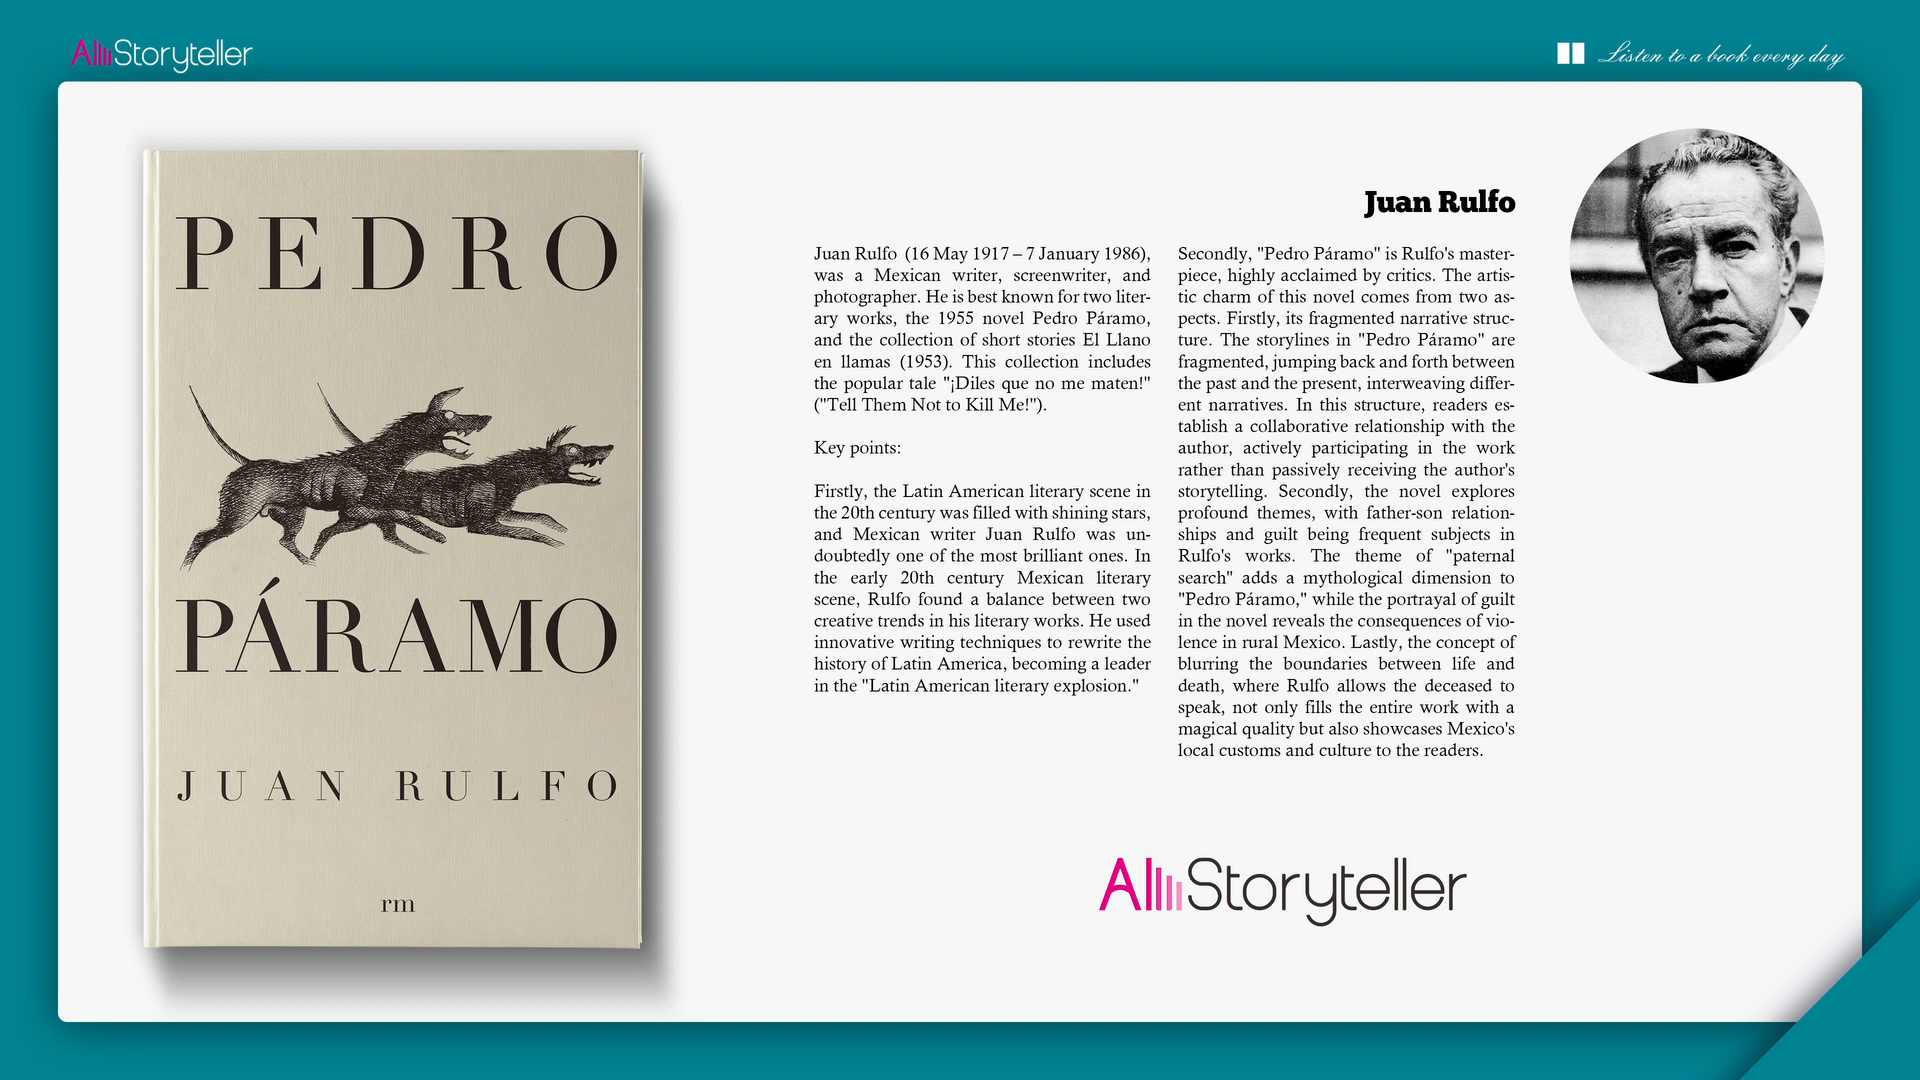 AIStoryteller
Listen to a book every day
PEDRO
PÁRAMO
JUAN RULFO
rm
Juan Rulfo
Juan Rulfo (16 May 1917 – 7 January 1986),
was a Mexican writer, screenwriter, and
photographer. He is best known for two liter-
ary works, the 1955 novel Pedro Páramo,
and the collection of short stories El Llano
en llamas (1953). This collection includes
the popular tale "¡Diles que no me maten!"
("Tell Them Not to Kill Me!").
Key points:
Firstly, the Latin American literary scene in
the 20th century was filled with shining stars,
and Mexican writer Juan Rulfo was un-
doubtedly one of the most brilliant ones. In
the early 20th century Mexican literary
scene, Rulfo found a balance between two
creative trends in his literary works. He used
innovative writing techniques to rewrite the
history of Latin America, becoming a leader
in the "Latin American literary explosion."
Secondly, "Pedro Páramo" is Rulfo's master-
piece, highly acclaimed by critics. The artis-
tic charm of this novel comes from two as-
pects. Firstly, its fragmented narrative struc-
ture. The storylines in "Pedro Páramo" are
fragmented, jumping back and forth between
the past and the present, interweaving differ-
ent narratives. In this structure, readers es-
tablish a collaborative relationship with the
author, actively participating in the work
rather than passively receiving the author's
storytelling. Secondly, the novel explores
profound themes, with father-son relation-
ships and guilt being frequent subjects in
Rulfo's works. The theme of "paternal
search" adds a mythological dimension to
"Pedro Páramo," while the portrayal of guilt
in the novel reveals the consequences of vio-
lence in rural Mexico. Lastly, the concept of
blurring the boundaries between life and
death, where Rulfo allows the deceased to
speak, not only fills the entire work with a
magical quality but also showcases Mexico's
local customs and culture to the readers.
AIStoryteller